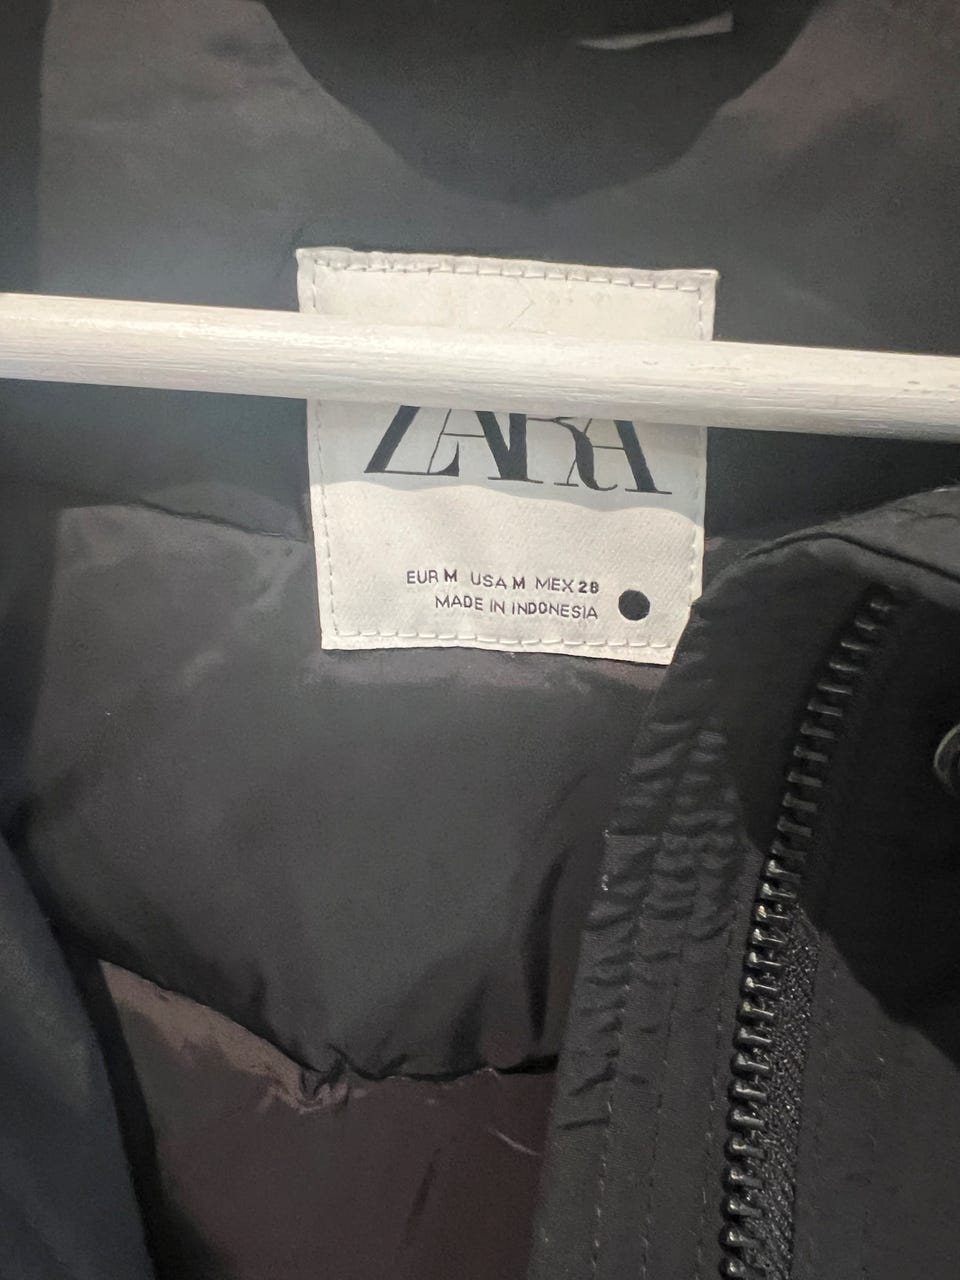 ZARA
EUR M USA M MEX 28
MADE IN INDONESIA